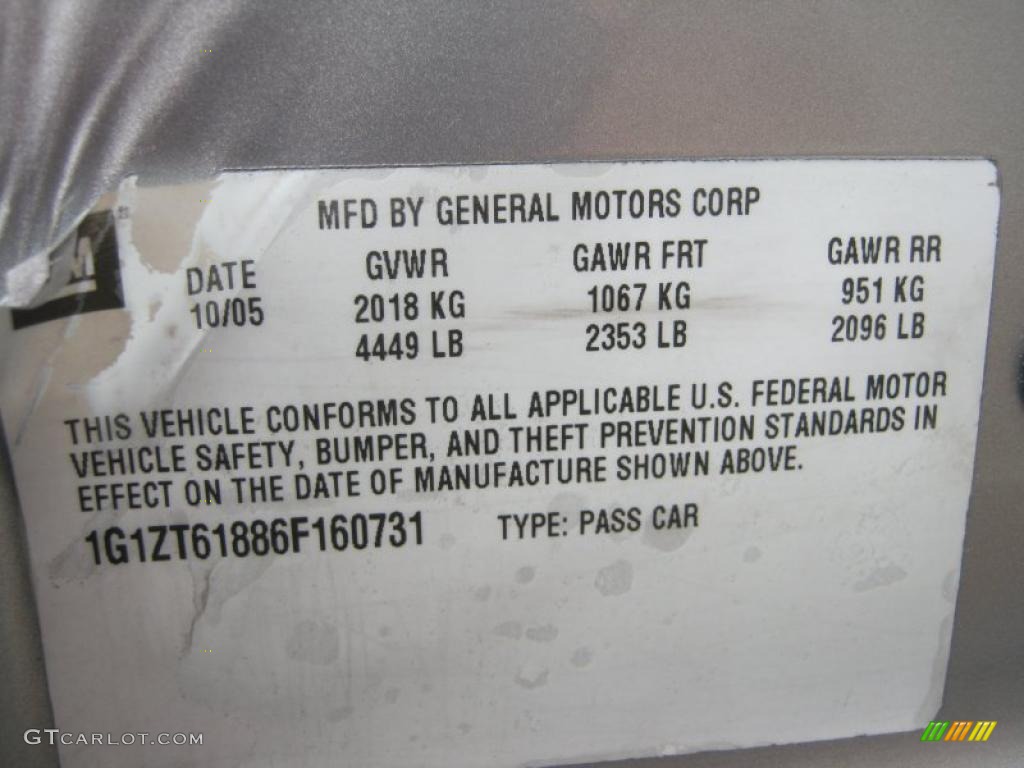 MFD BY GENERAL MOTORS CORP
DATE GVWR GAWR FRT GAWR RR
10/05 2018 KG 1067 KG 951 KG
4449 LB 2353 LB 2096 LB
THIS VEHICLE CONFORMS TO ALL APPLICABLE U.S. FEDERAL MOTOR
VEHICLE SAFETY, BUMPER, AND THEFT PREVENTION STANDARDS IN
EFFECT ON THE DATE OF MANUFACTURE SHOWN ABOVE.
1G1ZT61886F160731 TYPE: PASS CAR
GTCARLOT.COM